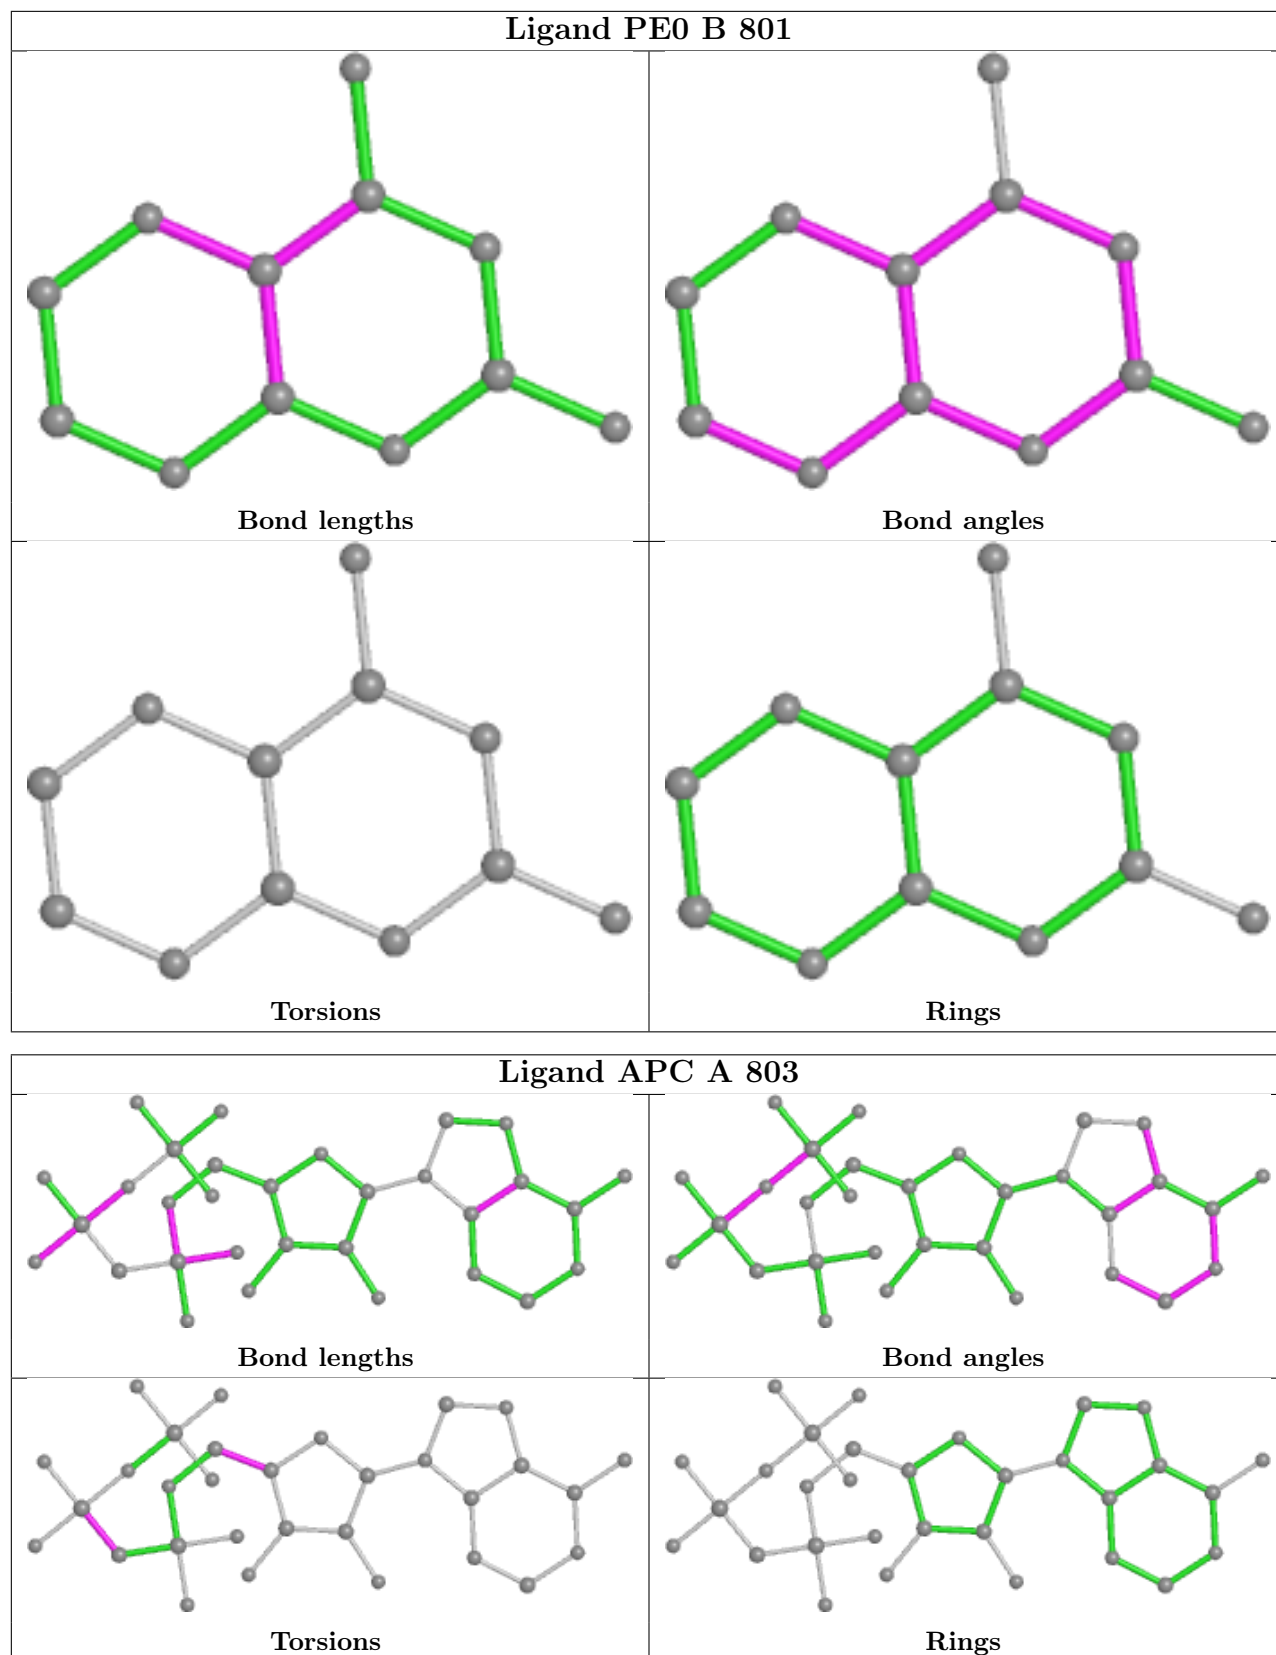 Ligand PE0 B 801
Bond lengths
Bond angles
Torsions
Rings
Ligand APC A 803
Bond lengths
Bond angles
Torsions
Rings